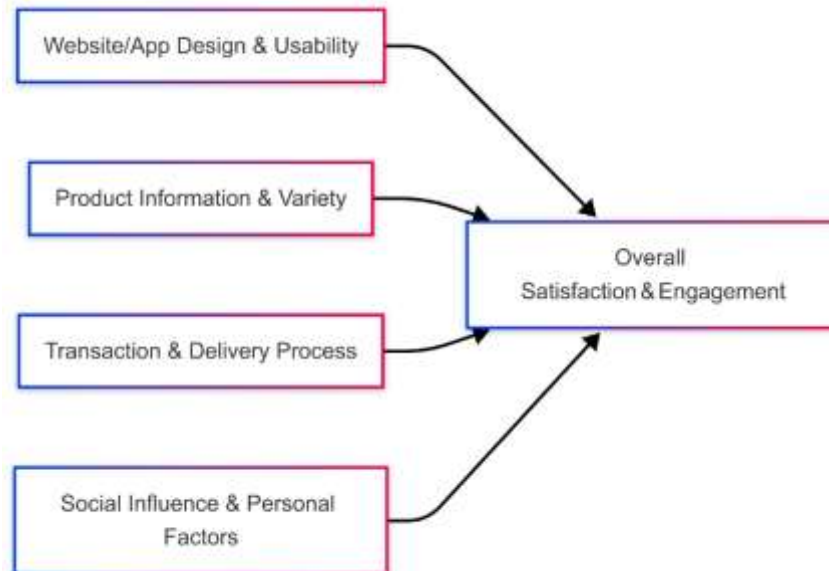 Website/App Design & Usability
Product Information & Variety
Overall
Satisfaction & Engagement
Transaction & Delivery Process
Social Influence & Personal
Factors